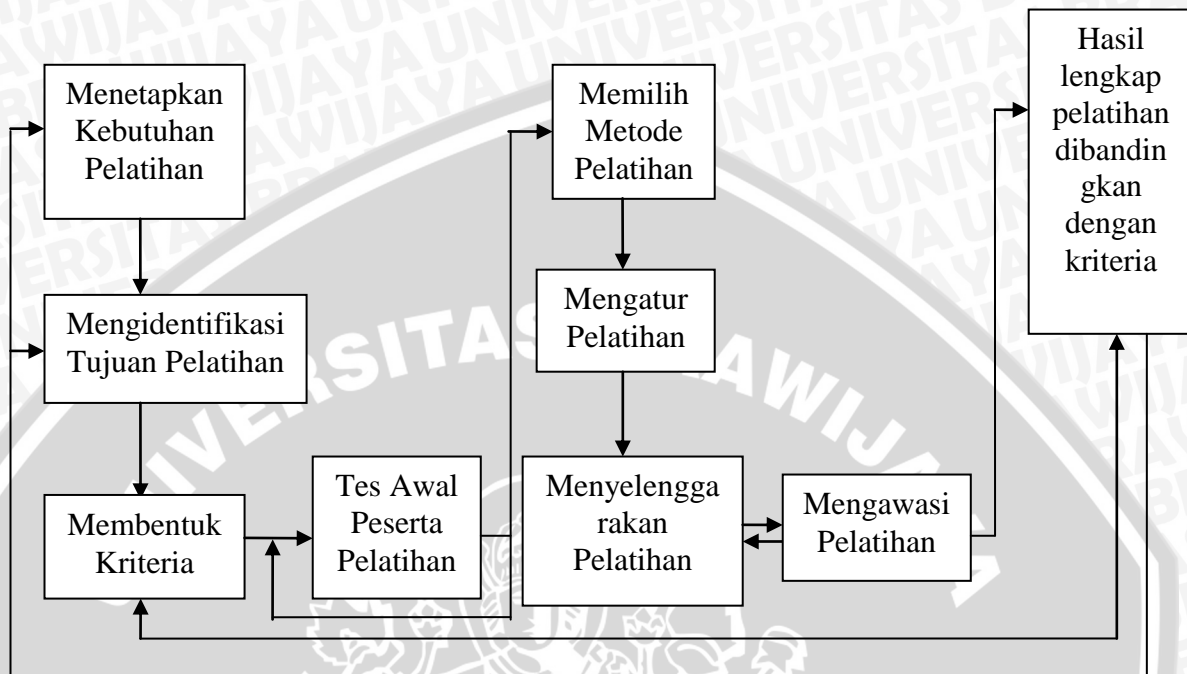 Menetapkan
Kebutuhan
Pelatihan
Mengidentifikasi
Tujuan Pelatihan
Membentuk
Kriteria
Tes Awal
Peserta
Pelatihan
Memilih
Metode
Pelatihan
Mengatur
Pelatihan
Menyelengga
rakan
Pelatihan
Mengawasi
Pelatihan
Hasil
lengkap
pelatihan
dibandin
gkan
dengan
kriteria